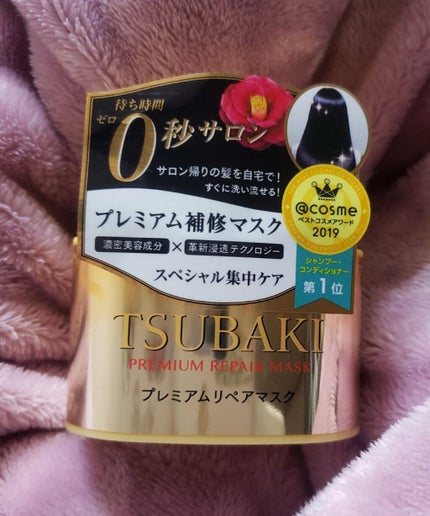 待ち時間
ゼロ
0秒サロン
サロン帰りの髪を自宅で!
すぐに洗い流せる!
プレミアム補修マスク
濃密美容成分 × 革新浸透テクノロジー
スペシャル集中ケア
@cosme
ベストコスメアワード
2019
シャンプー・
コンディショナー
第1位
TSUBAKI
PREMIUM REPAIR MASK
プレミアムリペアマスク